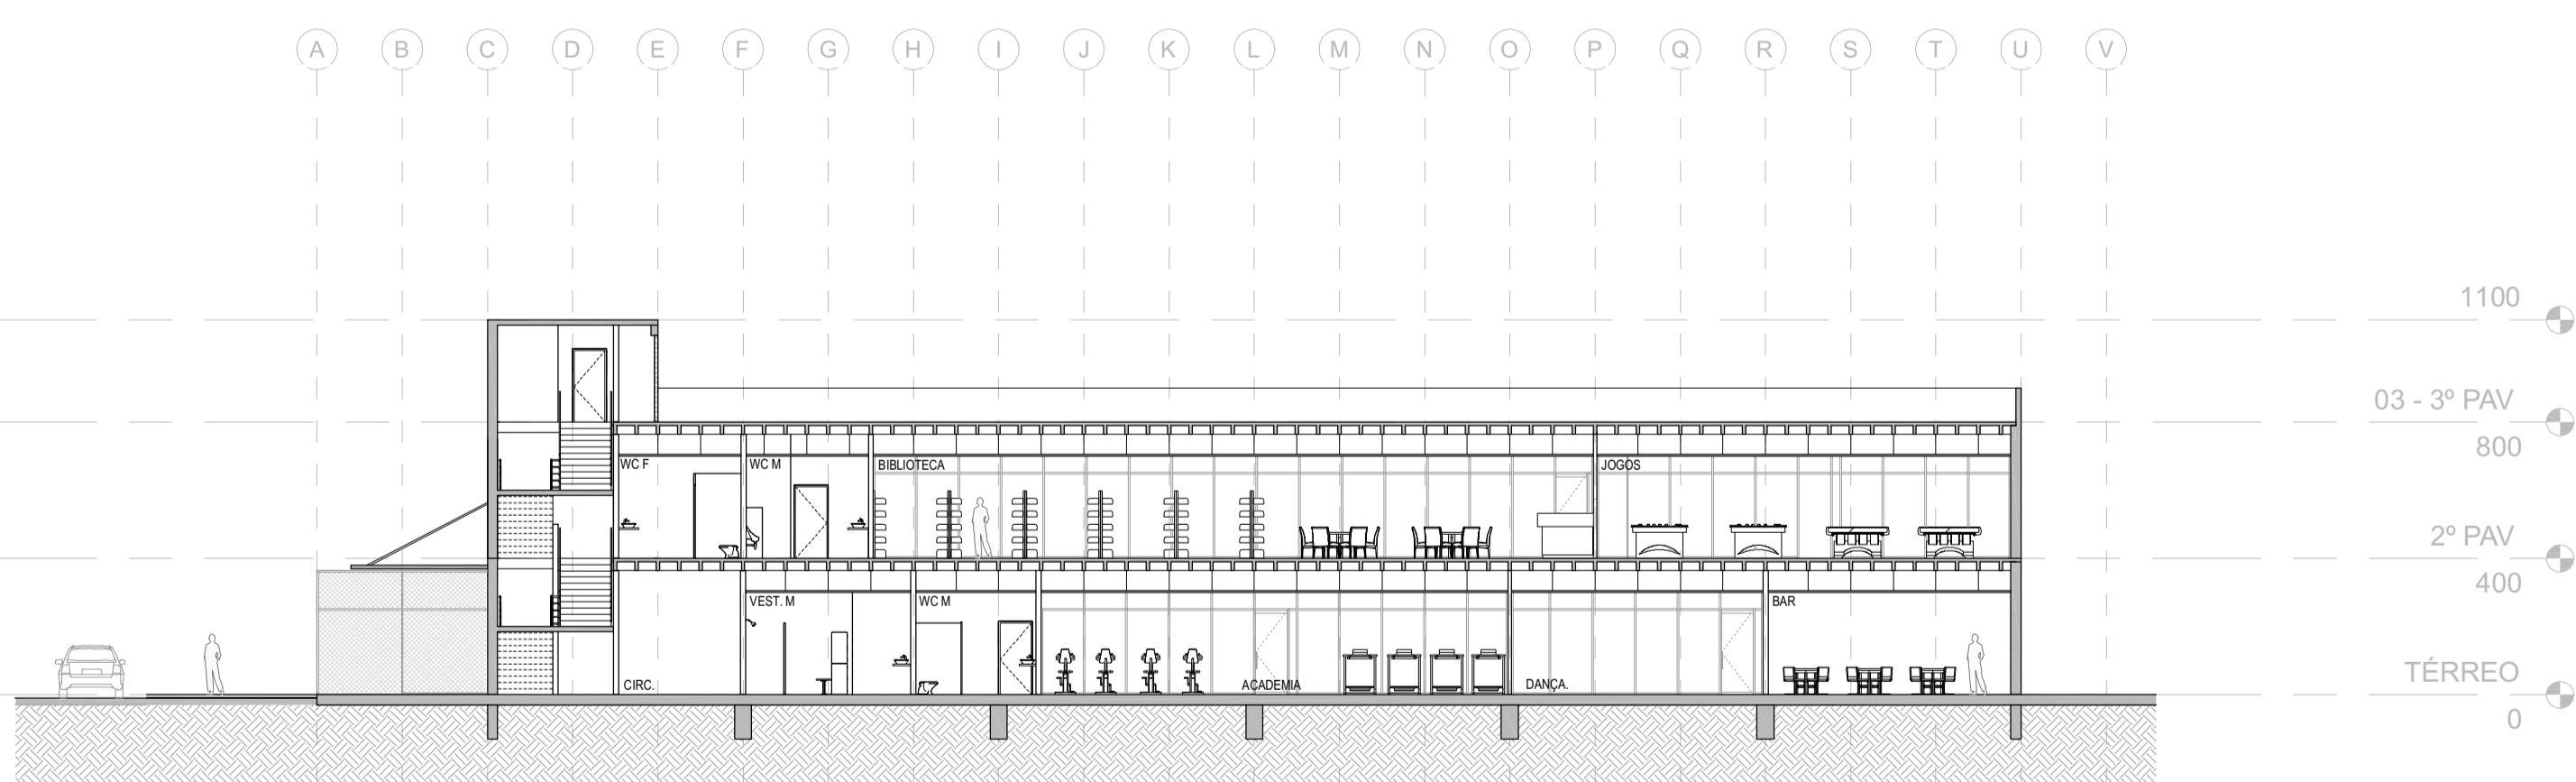 A B C D E F G H I J K L M N O P Q R S T U V
1100
03 - 3º PAV
800
WC F WC M BIBLIOTECA JOGOS
2º PAV
400
VEST. M WC M BAR
TÉRREO
CIRC. ACADEMIA DANÇA.
0